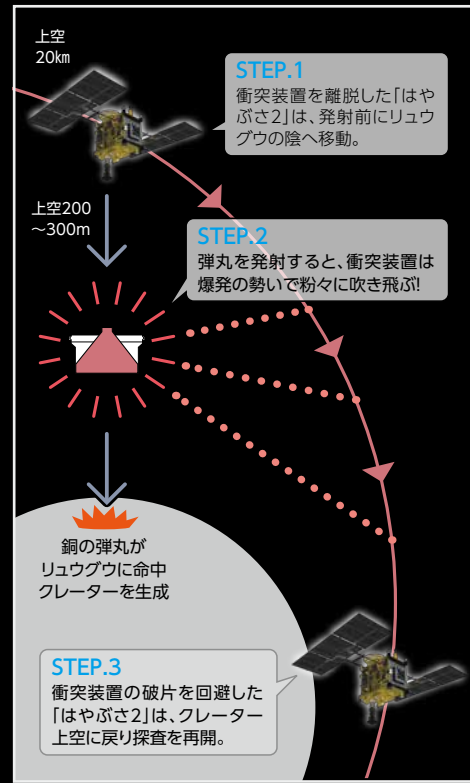 上空
20㎞
STEP.1
衝突装置を離脱した「はや
ぶさ2」は、発射前にリュウ
グウの陰へ移動。
上空200
～300m
STEP.2
弾丸を発射すると、衝突装置は
爆発の勢いで粉々に吹き飛ぶ!
銅の弾丸が
リュウグウに命中
クレーターを生成
STEP.3
衝突装置の破片を回避した
「はやぶさ2」は、クレーター
上空に戻り探査を再開。